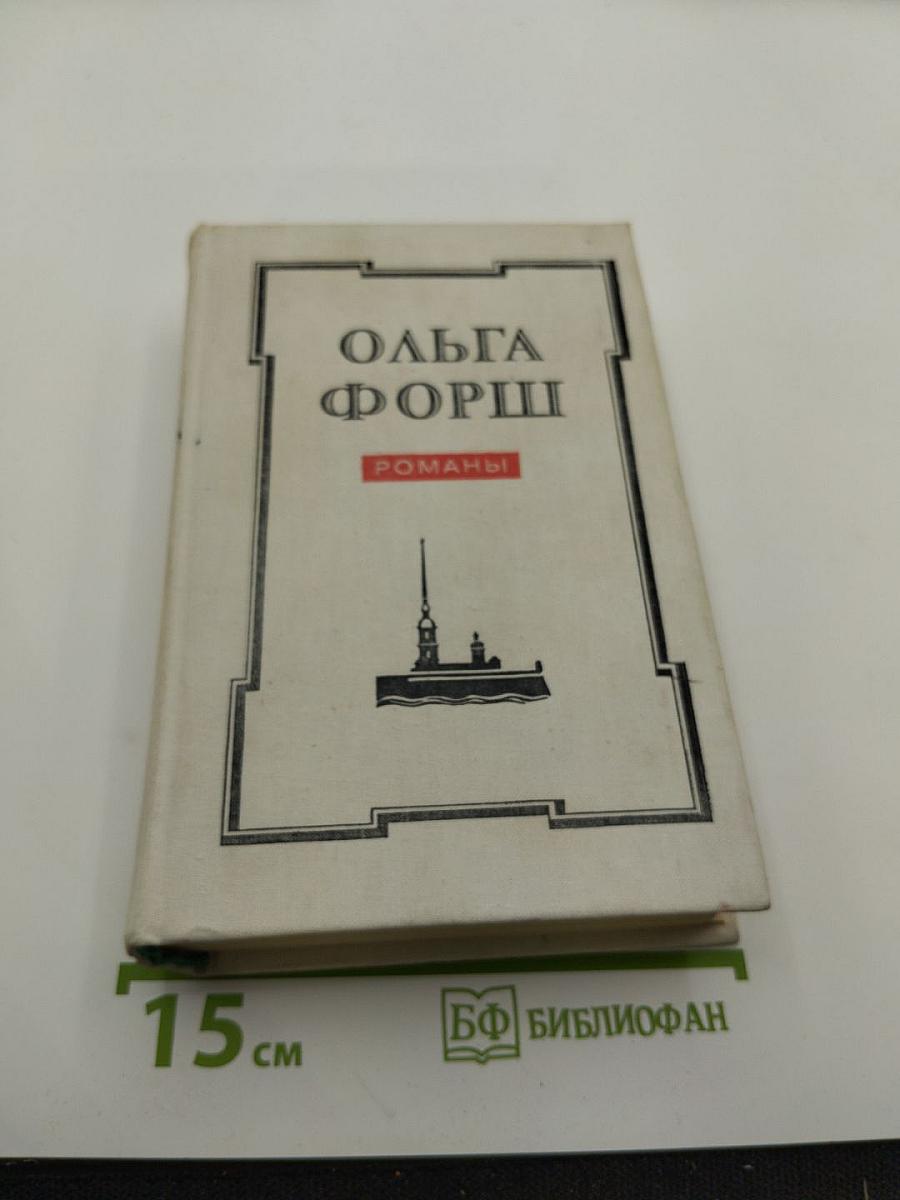 ОЛЬГА
ФОРШ
РОМАНЫ
15 см
БФ БИБЛИОФАН